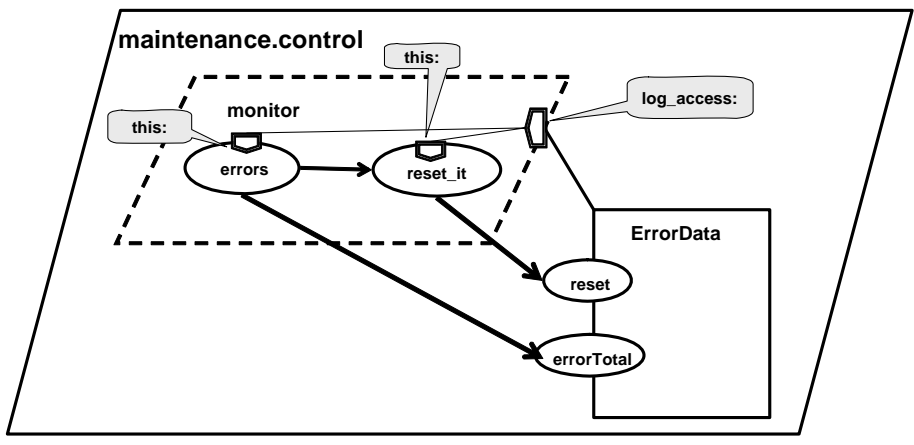 maintenance.control
this:
log_access:
monitor
this:
errors
reset_it
ErrorData
reset
errorTotal